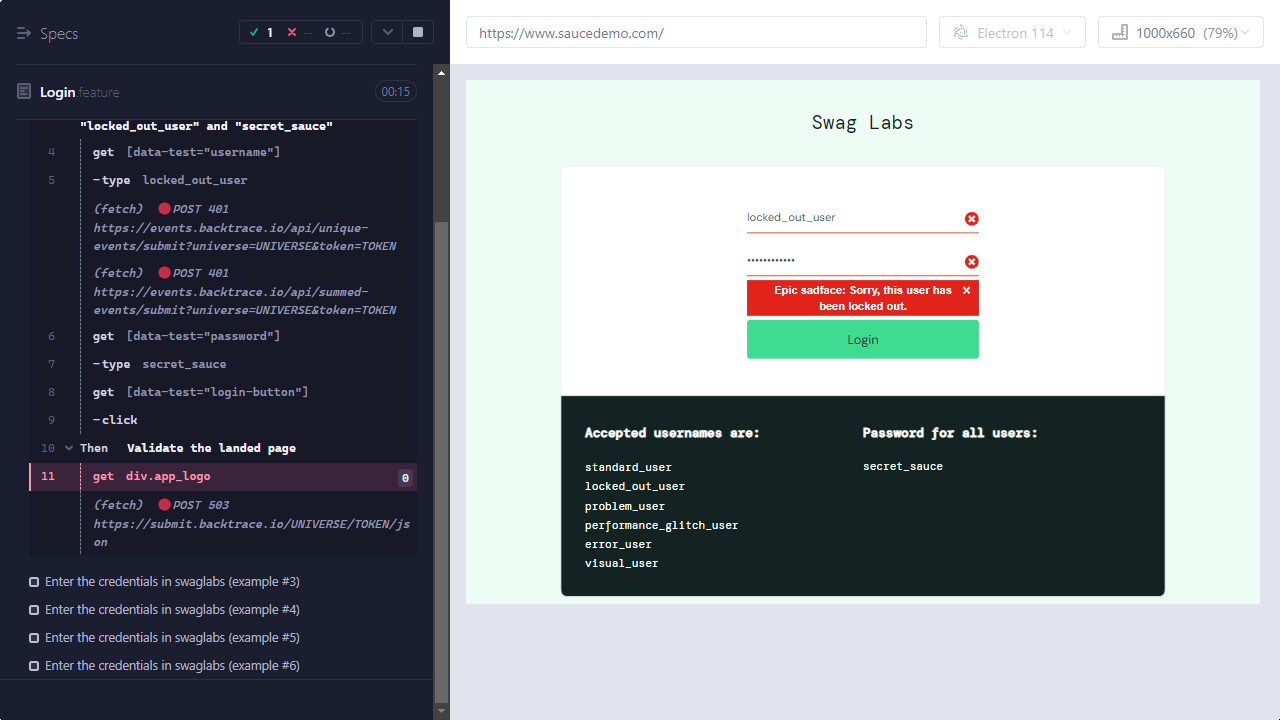 Specs
1 -- --
Login.feature
00:15
"locked_out_user" and "secret_sauce"
4 get [data-test="username"]
5 -type locked_out_user
(fetch) POST 401
https://events.backtrace.io/api/unique-
events/submit?universe=UNIVERSE&token=TOKEN
(fetch) POST 401
https://events.backtrace.io/api/summed-
events/submit?universe=UNIVERSE&token=TOKEN
6 get [data-test="password"]
7 -type secret_sauce
8 get [data-test="login-button"]
9 -click
10 Then Validate the landed page
11 get div.app_logo 0
(fetch) POST 503
https://submit.backtrace.io/UNIVERSE/TOKEN/js
on
Enter the credentials in swaglabs (example #3)
Enter the credentials in swaglabs (example #4)
Enter the credentials in swaglabs (example #5)
Enter the credentials in swaglabs (example #6)
https://www.saucedemo.com/
Electron 114
1000x660 (79%)
Swag Labs
locked_out_user
••••••••••••
Epic sadface: Sorry, this user has
been locked out.
Login
Accepted usernames are:
standard_user
locked_out_user
problem_user
performance_glitch_user
error_user
visual_user
Password for all users:
secret_sauce